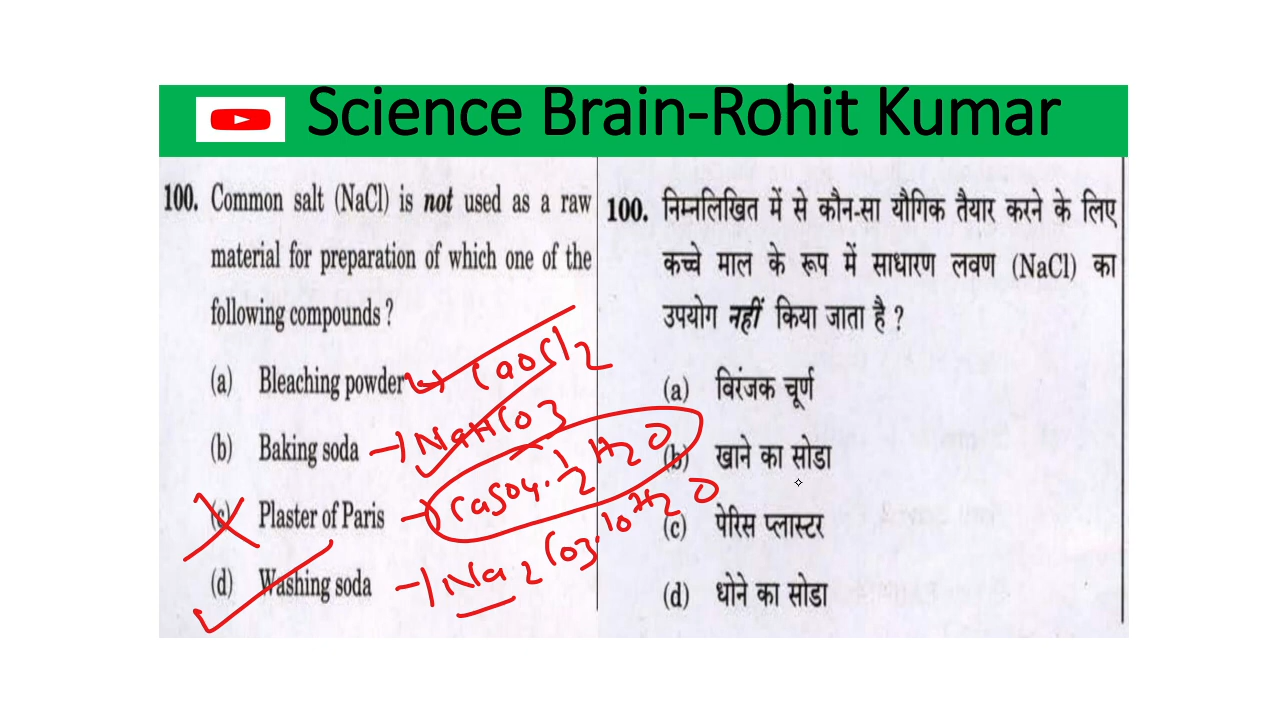 Science Brain-Rohit Kumar
100. Common salt (NaCl) is not used as a raw
material for preparation of which one of the
following compounds ?
(a) Bleaching powder → CaOCl2
(b) Baking soda → NaHCO3
(c) Plaster of Paris → CaSO4·1/2 H2O
(d) Washing soda → Na2CO3·10H2O
100. निम्नलिखित में से कौन-सा यौगिक तैयार करने के लिए
कच्चे माल के रूप में साधारण लवण (NaCl) का
उपयोग नहीं किया जाता है ?
(a) विरंजक चूर्ण
(b) खाने का सोडा
(c) पेरिस प्लास्टर
(d) धोने का सोडा